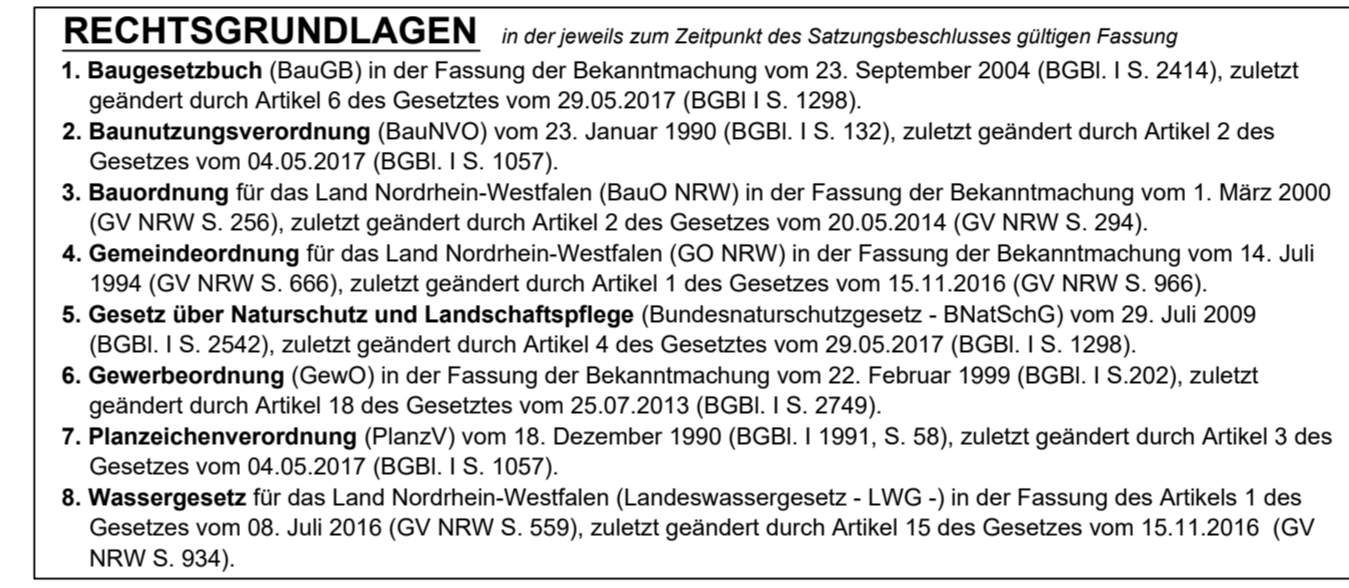 RECHTSGRUNDLAGEN in der jeweils zum Zeitpunkt des Satzungsbeschlusses gültigen Fassung
1. Baugesetzbuch (BauGB) in der Fassung der Bekanntmachung vom 23. September 2004 (BGBl. I S. 2414), zuletzt
geändert durch Artikel 6 des Gesetztes vom 29.05.2017 (BGBl I S. 1298).
2. Baunutzungsverordnung (BauNVO) vom 23. Januar 1990 (BGBl. I S. 132), zuletzt geändert durch Artikel 2 des
Gesetzes vom 04.05.2017 (BGBl. I S. 1057).
3. Bauordnung für das Land Nordrhein-Westfalen (BauO NRW) in der Fassung der Bekanntmachung vom 1. März 2000
(GV NRW S. 256), zuletzt geändert durch Artikel 2 des Gesetzes vom 20.05.2014 (GV NRW S. 294).
4. Gemeindeordnung für das Land Nordrhein-Westfalen (GO NRW) in der Fassung der Bekanntmachung vom 14. Juli
1994 (GV NRW S. 666), zuletzt geändert durch Artikel 1 des Gesetzes vom 15.11.2016 (GV NRW S. 966).
5. Gesetz über Naturschutz und Landschaftspflege (Bundesnaturschutzgesetz - BNatSchG) vom 29. Juli 2009
(BGBl. I S. 2542), zuletzt geändert durch Artikel 4 des Gesetztes vom 29.05.2017 (BGBl. I S. 1298).
6. Gewerbeordnung (GewO) in der Fassung der Bekanntmachung vom 22. Februar 1999 (BGBl. I S.202), zuletzt
geändert durch Artikel 18 des Gesetztes vom 25.07.2013 (BGBl. I S. 2749).
7. Planzeichenverordnung (PlanzV) vom 18. Dezember 1990 (BGBl. I 1991, S. 58), zuletzt geändert durch Artikel 3 des
Gesetzes vom 04.05.2017 (BGBl. I S. 1057).
8. Wassergesetz für das Land Nordrhein-Westfalen (Landeswassergesetz - LWG -) in der Fassung des Artikels 1 des
Gesetzes vom 08. Juli 2016 (GV NRW S. 559), zuletzt geändert durch Artikel 15 des Gesetzes vom 15.11.2016 (GV
NRW S. 934).